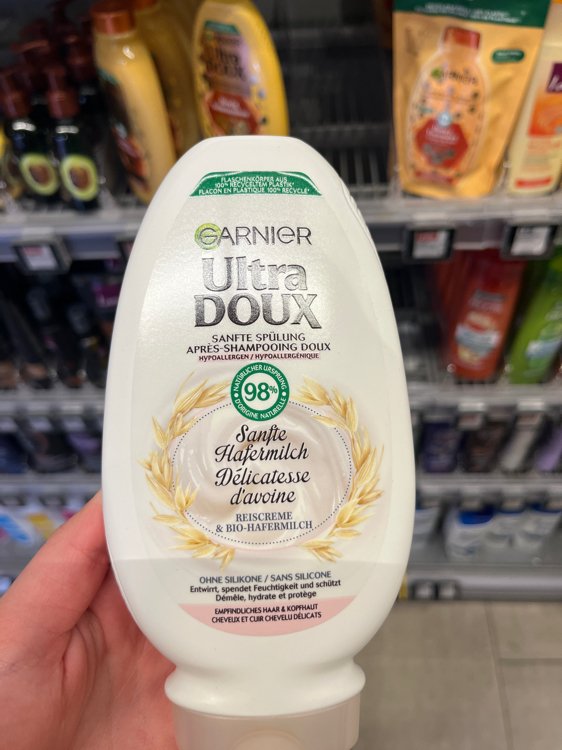 FLASCHENKÖRPER AUS
100% RECYCELTEM PLASTIK*
FLACON EN PLASTIQUE 100% RECYCLÉ*
GARNIER
Ultra
DOUX
SANFTE SPÜLUNG
APRÈS-SHAMPOOING DOUX
HYPOALLERGEN / HYPOALLERGÉNIQUE
NATÜRLICHER URSPRUNG
98%
D'ORIGINE NATURELLE
Sanfte
Hafermilch
Délicatesse
d'avoine
REISCREME
& BIO-HAFERMILCH
OHNE SILIKONE / SANS SILICONE
Entwirrt, spendet Feuchtigkeit und schützt
Démêle, hydrate et protège
EMPFINDLICHES HAAR & KOPFHAUT
CHEVEUX ET CUIR CHEVELU DÉLICATS